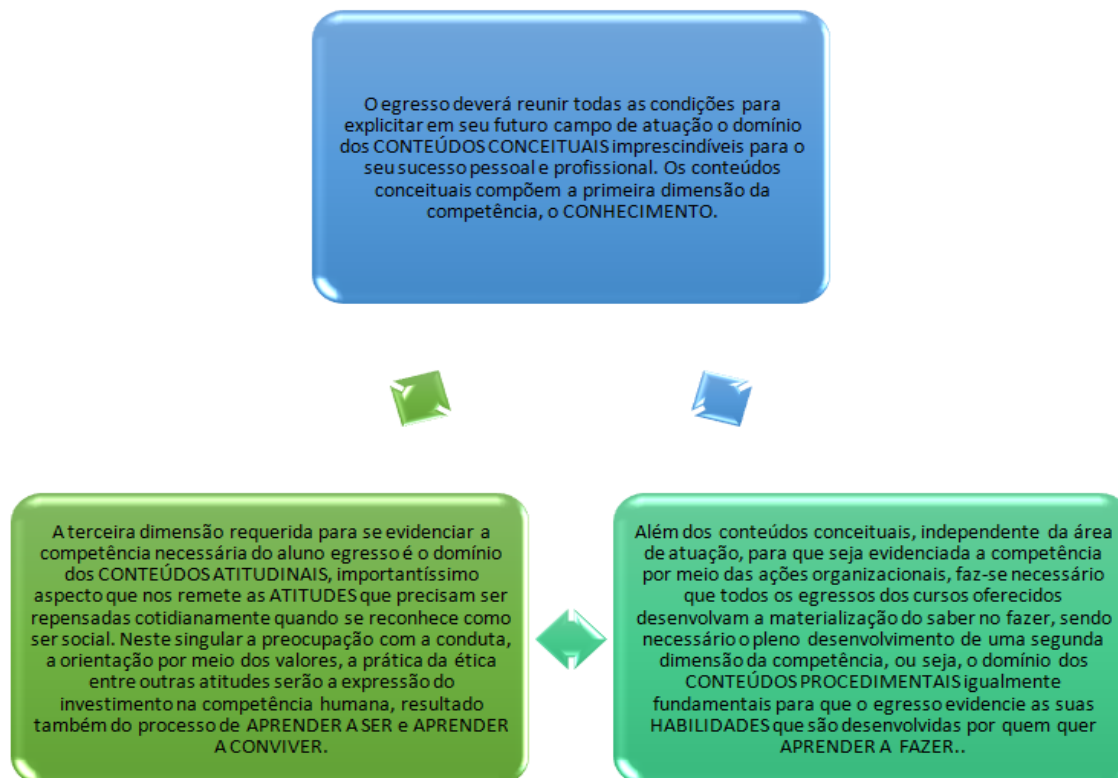 O egresso deverá reunir todas as condições para
explicitar em seu futuro campo de atuação o domínio
dos CONTEÚDOS CONCEITUAIS imprescindíveis para o
seu sucesso pessoal e profissional. Os conteúdos
conceituais compõem a primeira dimensão da
competência, o CONHECIMENTO.
A terceira dimensão requerida para se evidenciar a
competência necessária do aluno egresso é o domínio
dos CONTEÚDOS ATITUDINAIS, importantíssimo
aspecto que nos remete as ATITUDES que precisam ser
repensadas cotidianamente quando se reconhece como
ser social. Neste singular a preocupação com a conduta,
a orientação por meio dos valores, a prática da ética
entre outras atitudes serão a expressão do
investimento na competência humana, resultado
também do processo de APRENDER A SER e APRENDER
A CONVIVER.
Além dos conteúdos conceituais, independente da área
de atuação, para que seja evidenciada a competência
por meio das ações organizacionais, faz-se necessário
que todos os egressos dos cursos oferecidos
desenvolvam a materialização do saber no fazer, sendo
necessário o pleno desenvolvimento de uma segunda
dimensão da competência, ou seja, o domínio dos
CONTEÚDOS PROCEDIMENTAIS igualmente
fundamentais para que o egresso evidencie as suas
HABILIDADES que são desenvolvidas por quem quer
APRENDER A FAZER..